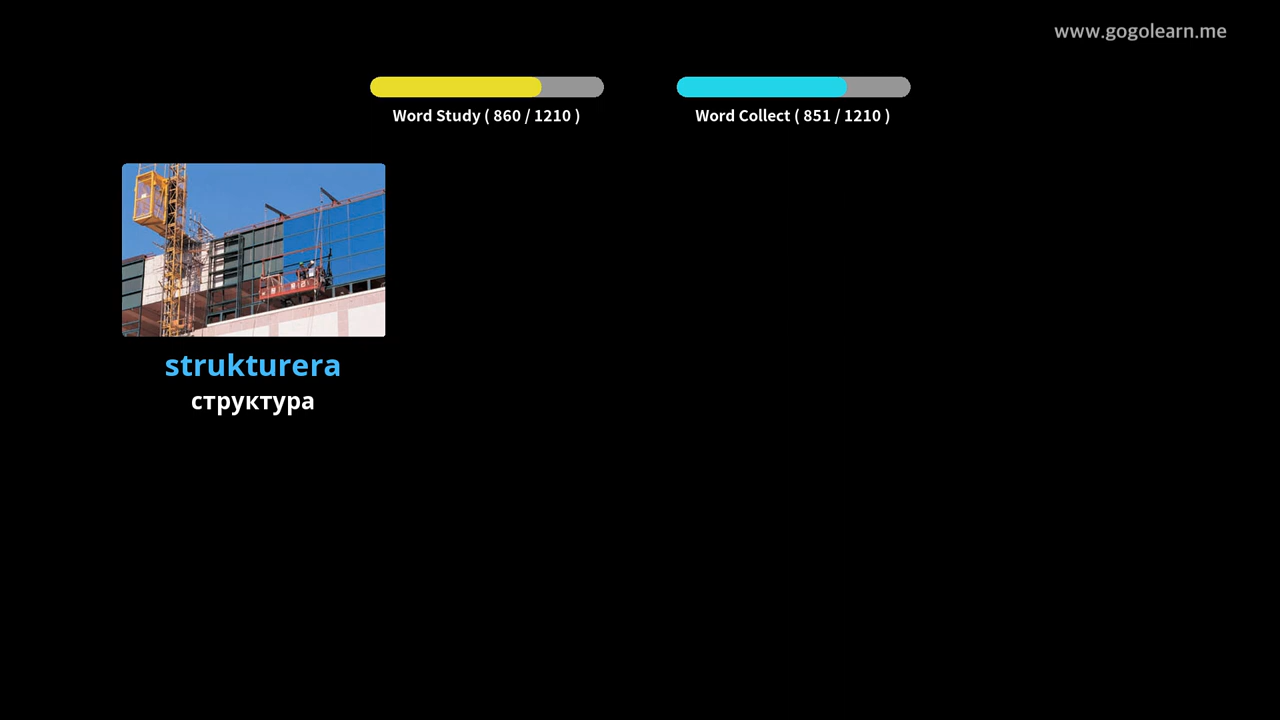 www.gogolearn.me
Word Study ( 860 / 1210 )
Word Collect ( 851 / 1210 )
strukturera
структура